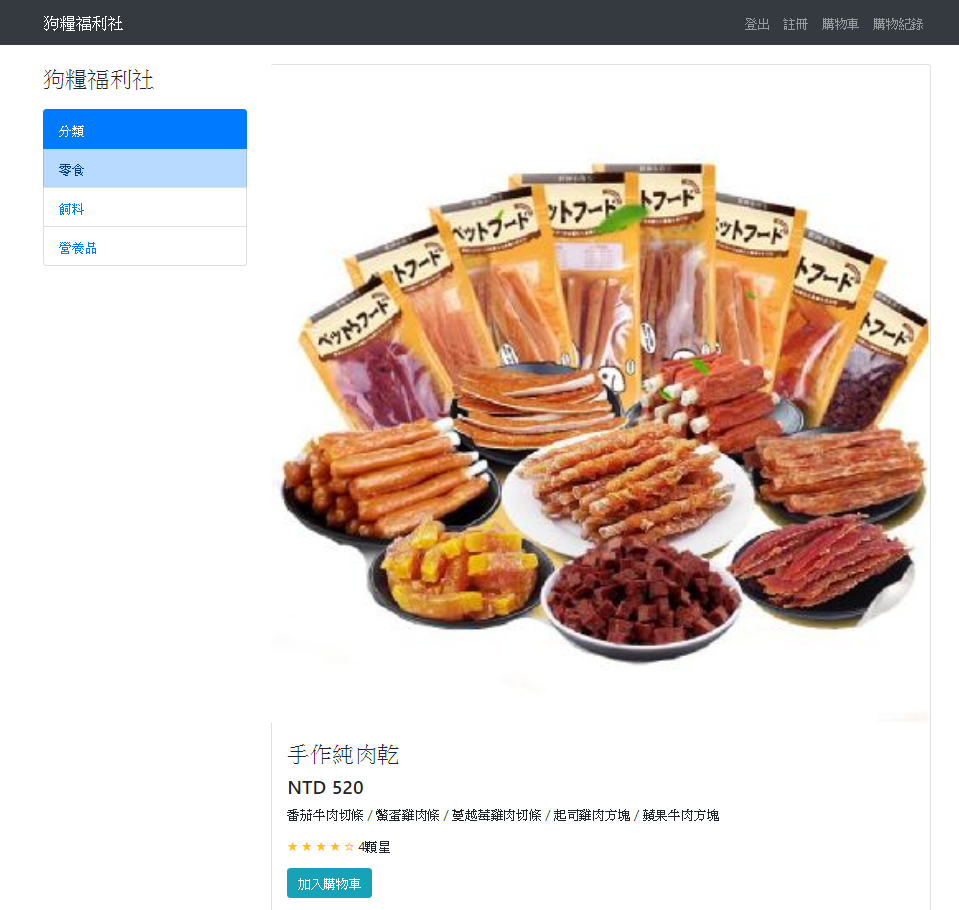 狗糧福利社
登出 註冊 購物車 購物紀錄
狗糧福利社
分類
零食
飼料
營養品
ペットフード
ットフード
ペットフード
ペットフード
ットフード
ットフード
ットフード
ットフード
手作純肉乾
NTD 520
番茄牛肉切條 / 蟹蛋雞肉條 / 蔓越莓雞肉切條 / 起司雞肉方塊 / 蘋果牛肉方塊
★ ★ ★ ★ ☆ 4顆星
加入購物車